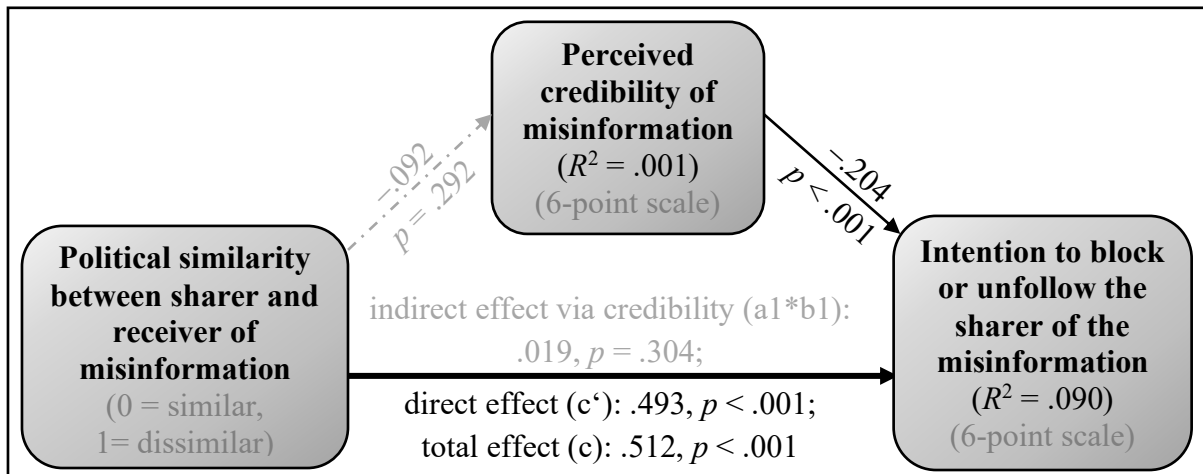 Perceived
credibility of
misinformation
(R² = .001)
(6-point scale)
−.092
p = .292
−.204
p < .001
Political similarity
between sharer and
receiver of
misinformation
(0 = similar,
1= dissimilar)
indirect effect via credibility (a1*b1):
.019, p = .304;
direct effect (c‘): .493, p < .001;
total effect (c): .512, p < .001
Intention to block
or unfollow the
sharer of the
misinformation
(R² = .090)
(6-point scale)